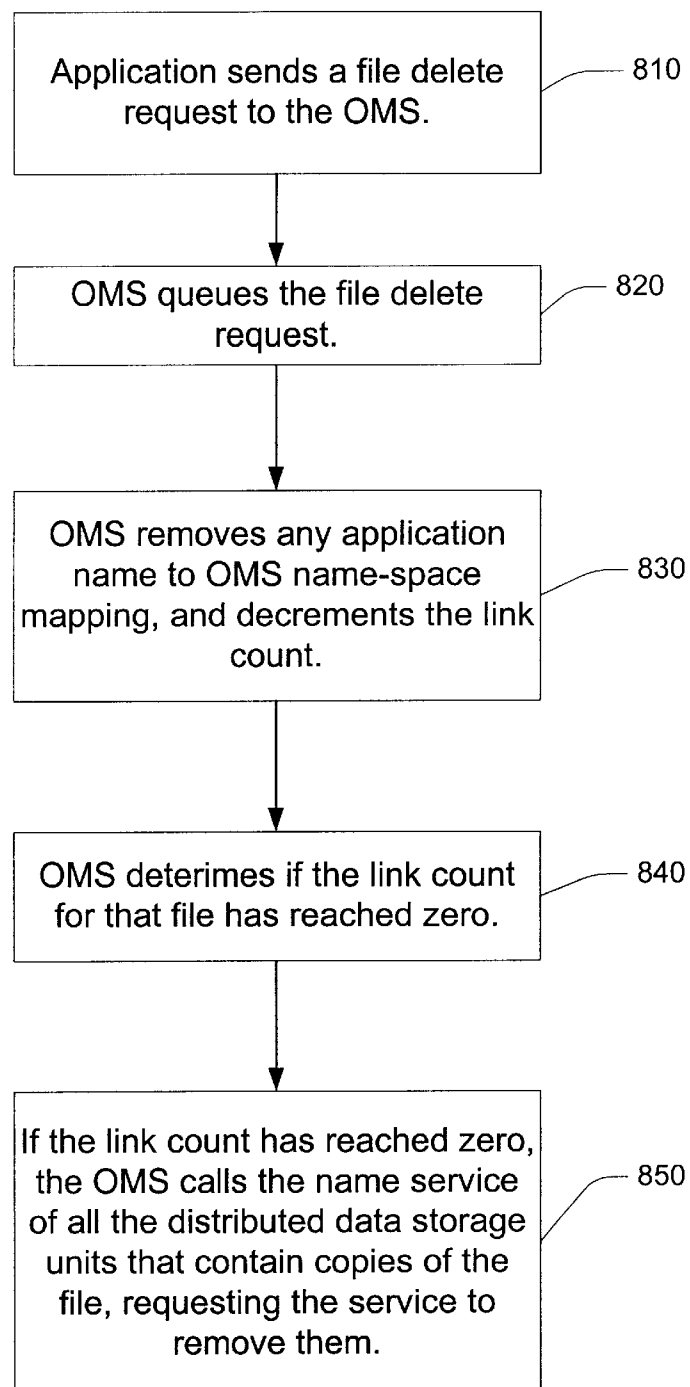 Application sends a file delete
request to the OMS.
810
OMS queues the file delete
request.
820
OMS removes any application
name to OMS name-space
mapping, and decrements the link
count.
830
OMS deterimes if the link count
for that file has reached zero.
840
If the link count has reached zero,
the OMS calls the name service
of all the distributed data storage
units that contain copies of the
file, requesting the service to
remove them.
850